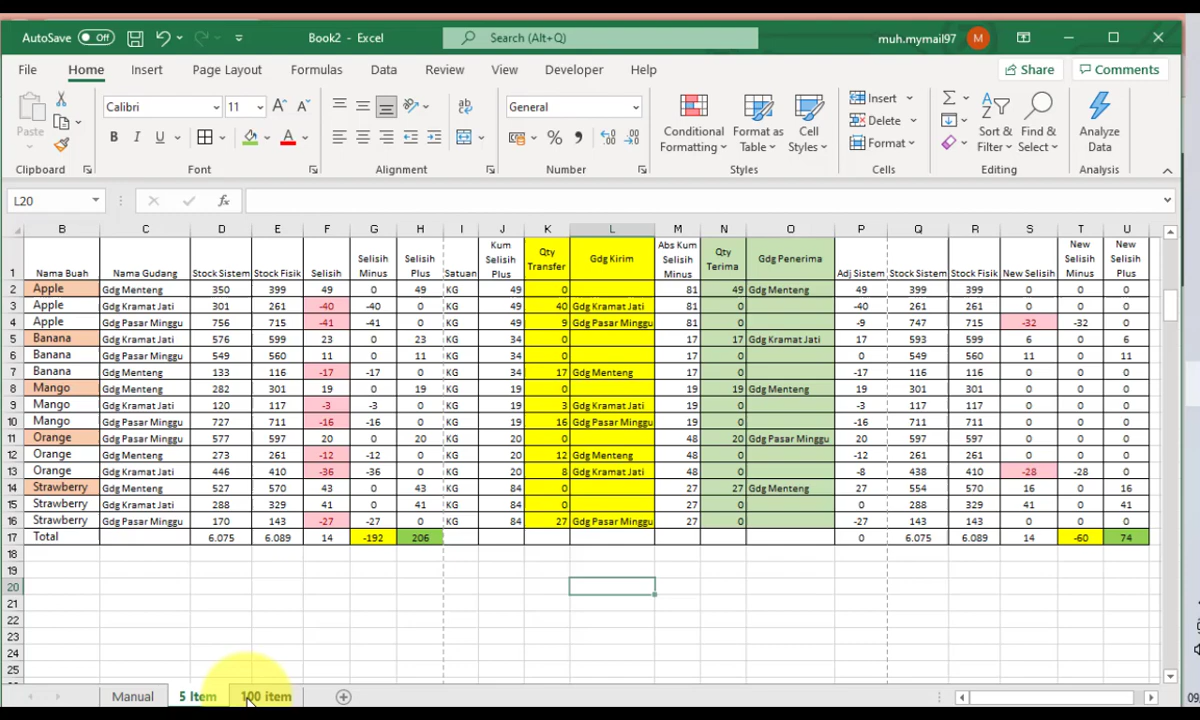 AutoSave Off Book2 - Excel Search (Alt+Q) muh.mymail97 M
File Home Insert Page Layout Formulas Data Review View Developer Help Share Comments
Paste Calibri 11 General Conditional Formatting Format as Table Cell Styles Insert Delete Format Sort & Filter Find & Select Analyze Data
Clipboard Font Alignment Number Styles Cells Editing Analysis
L20 fx
B C D E F G H I J K L M N O P Q R S T U
1 Nama Buah Nama Gudang Stock Sistem Stock Fisik Selisih Selisih Minus Selisih Plus Satuan Kum Selisih Plus Qty Transfer Gdg Kirim Abs Kum Selisih Minus Qty Terima Gdg Penerima Adj Sistem Stock Sistem Stock Fisik New Selisih New Selisih Minus New Selisih Plus
2 Apple Gdg Menteng 350 399 49 0 49 KG 49 0 81 49 Gdg Menteng 49 399 399 0 0 0
3 Apple Gdg Kramat Jati 301 261 -40 -40 0 KG 49 40 Gdg Kramat Jati 81 0 -40 261 261 0 0 0
4 Apple Gdg Pasar Minggu 756 715 -41 -41 0 KG 49 9 Gdg Pasar Minggu 81 0 -9 747 715 -32 -32 0
5 Banana Gdg Kramat Jati 576 599 23 0 23 KG 34 0 17 17 Gdg Kramat Jati 17 593 599 6 0 6
6 Banana Gdg Pasar Minggu 549 560 11 0 11 KG 34 0 17 0 0 549 560 11 0 11
7 Banana Gdg Menteng 133 116 -17 -17 0 KG 34 17 Gdg Menteng 17 0 -17 116 116 0 0 0
8 Mango Gdg Menteng 282 301 19 0 19 KG 19 0 19 19 Gdg Menteng 19 301 301 0 0 0
9 Mango Gdg Kramat Jati 120 117 -3 -3 0 KG 19 3 Gdg Kramat Jati 19 0 -3 117 117 0 0 0
10 Mango Gdg Pasar Minggu 727 711 -16 -16 0 KG 19 16 Gdg Pasar Minggu 19 0 -16 711 711 0 0 0
11 Orange Gdg Pasar Minggu 577 597 20 0 20 KG 20 0 48 20 Gdg Pasar Minggu 20 597 597 0 0 0
12 Orange Gdg Menteng 273 261 -12 -12 0 KG 20 12 Gdg Menteng 48 0 -12 261 261 0 0 0
13 Orange Gdg Kramat Jati 446 410 -36 -36 0 KG 20 8 Gdg Kramat Jati 48 0 -8 438 410 -28 -28 0
14 Strawberry Gdg Menteng 527 570 43 0 43 KG 84 0 27 27 Gdg Menteng 27 554 570 16 0 16
15 Strawberry Gdg Kramat Jati 288 329 41 0 41 KG 84 0 27 0 0 288 329 41 0 41
16 Strawberry Gdg Pasar Minggu 170 143 -27 -27 0 KG 84 27 Gdg Pasar Minggu 27 0 -27 143 143 0 0 0
17 Total 6.075 6.089 14 -192 206 0 6.075 6.089 14 -60 74
18
19
20
21
22
23
24
25
Manual 5 Item 100 item